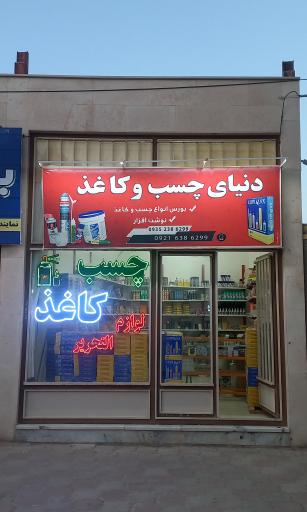 دنیای چسب و کاغذ
بورس انواع چسب و کاغذ
نوشت افزار
0935 238 6299
0921 638 6299
چسب
کاغذ
لوازم
التحریر